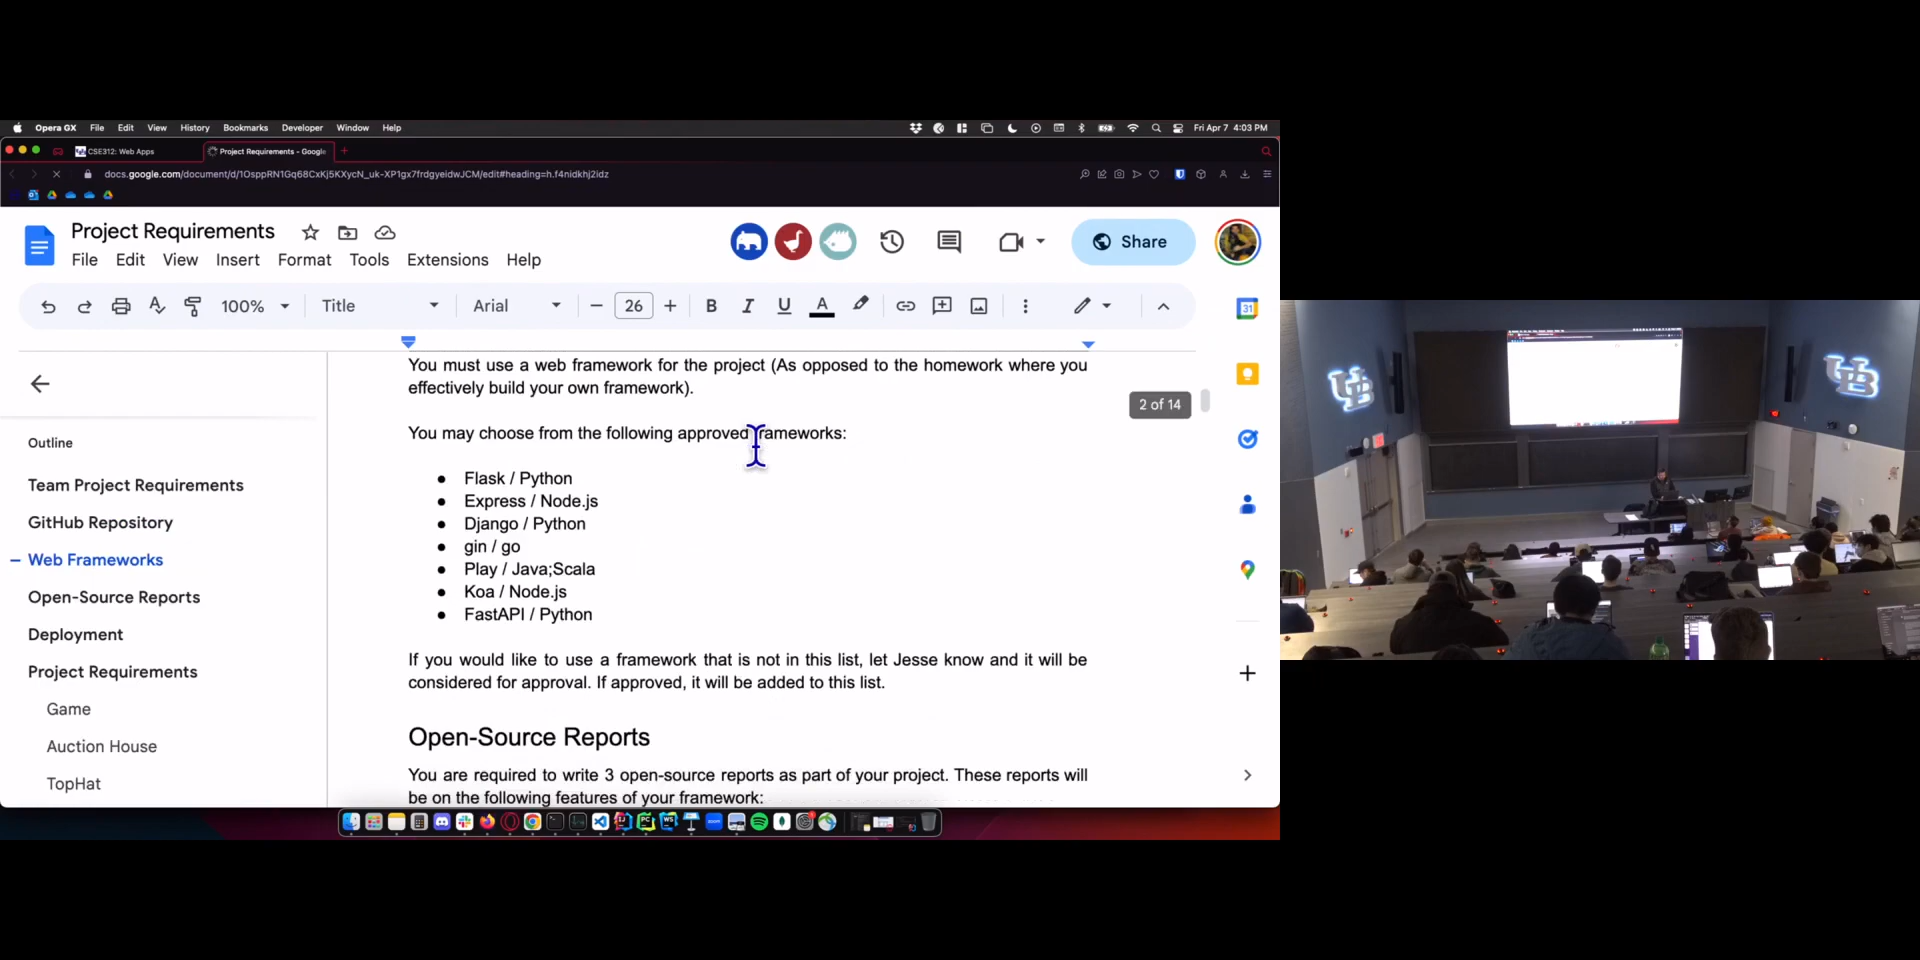 Opera GX File Edit View History Bookmarks Developer Window Help Fri Apr 7 4:03 PM
CSE312: Web Apps Project Requirements - Google
docs.google.com/document/d/1OsppRN1Gq68CxKj5KXycN_uk-XP1gx7frdgyeidwJCM/edit#heading=h.f4nidkhj2idz
Project Requirements
Share
File Edit View Insert Format Tools Extensions Help
100% Title Arial 26 B I U A
31
2 of 14
Outline
Team Project Requirements
GitHub Repository
Web Frameworks
Open-Source Reports
Deployment
Project Requirements
Game
Auction House
TopHat
You must use a web framework for the project (As opposed to the homework where you
effectively build your own framework).
You may choose from the following approved frameworks:
Flask / Python
Express / Node.js
Django / Python
gin / go
Play / Java;Scala
Koa / Node.js
FastAPI / Python
If you would like to use a framework that is not in this list, let Jesse know and it will be
considered for approval. If approved, it will be added to this list.
Open-Source Reports
You are required to write 3 open-source reports as part of your project. These reports will
be on the following features of your framework:
UB
UB